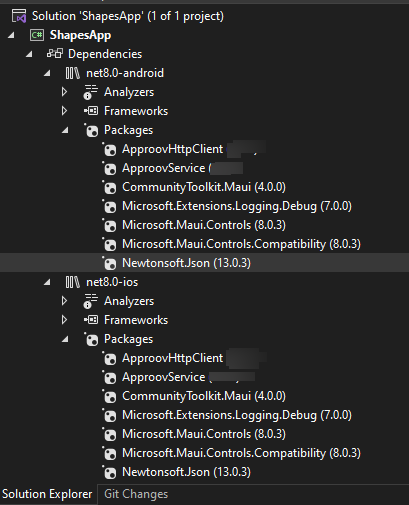 Solution 'ShapesApp' (1 of 1 project)
C# ShapesApp
Dependencies
net8.0-android
Analyzers
Frameworks
Packages
ApproovHttpClient
ApproovService (
CommunityToolkit.Maui (4.0.0)
Microsoft.Extensions.Logging.Debug (7.0.0)
Microsoft.Maui.Controls (8.0.3)
Microsoft.Maui.Controls.Compatibility (8.0.3)
Newtonsoft.Json (13.0.3)
net8.0-ios
Analyzers
Frameworks
Packages
ApproovHttpClient
ApproovService
CommunityToolkit.Maui (4.0.0)
Microsoft.Extensions.Logging.Debug (7.0.0)
Microsoft.Maui.Controls (8.0.3)
Microsoft.Maui.Controls.Compatibility (8.0.3)
Newtonsoft.Json (13.0.3)
Solution Explorer Git Changes